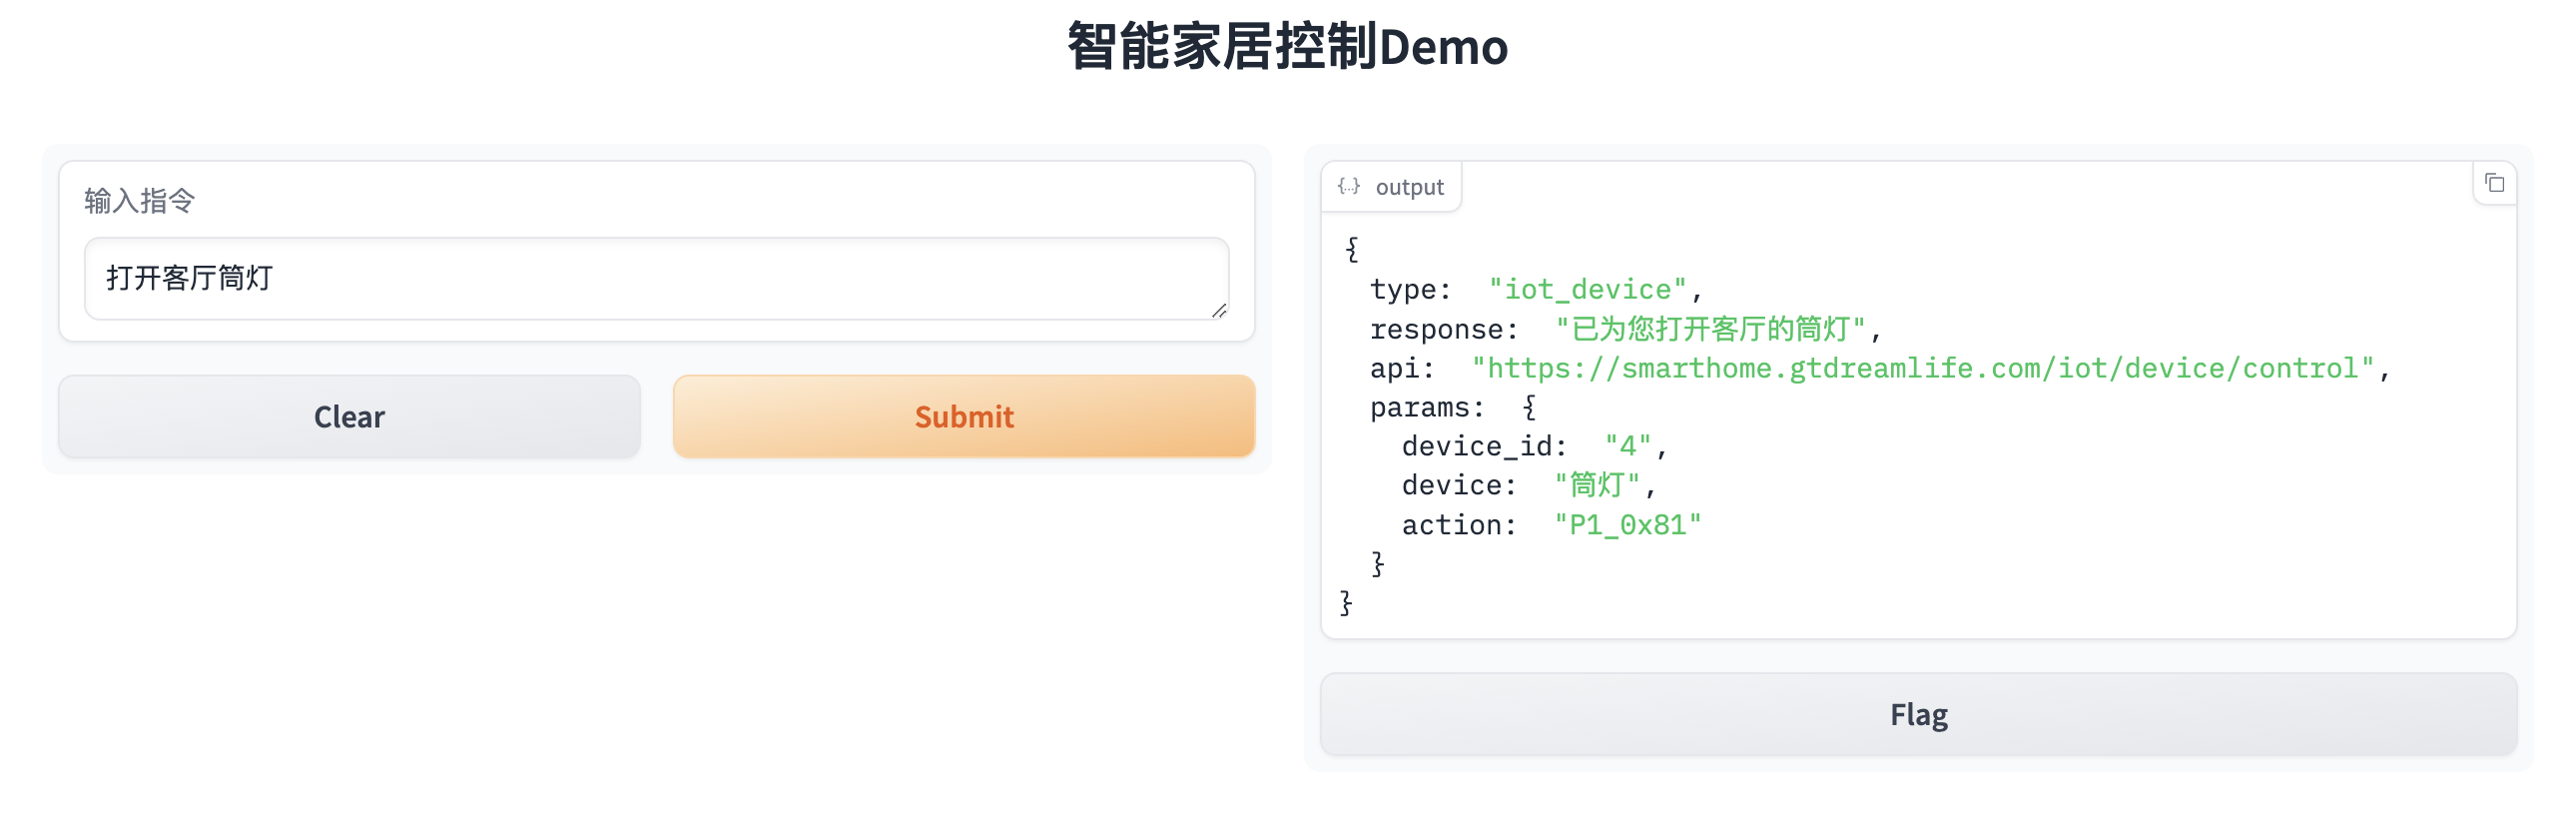 智能家居控制Demo
输入指令
打开客厅筒灯
Clear
Submit
output
{
type: "iot_device",
response: "已为您打开客厅的筒灯",
api: "https://smarthome.gtdreamlife.com/iot/device/control",
params: {
device_id: "4",
device: "筒灯",
action: "P1_0x81"
}
}
Flag